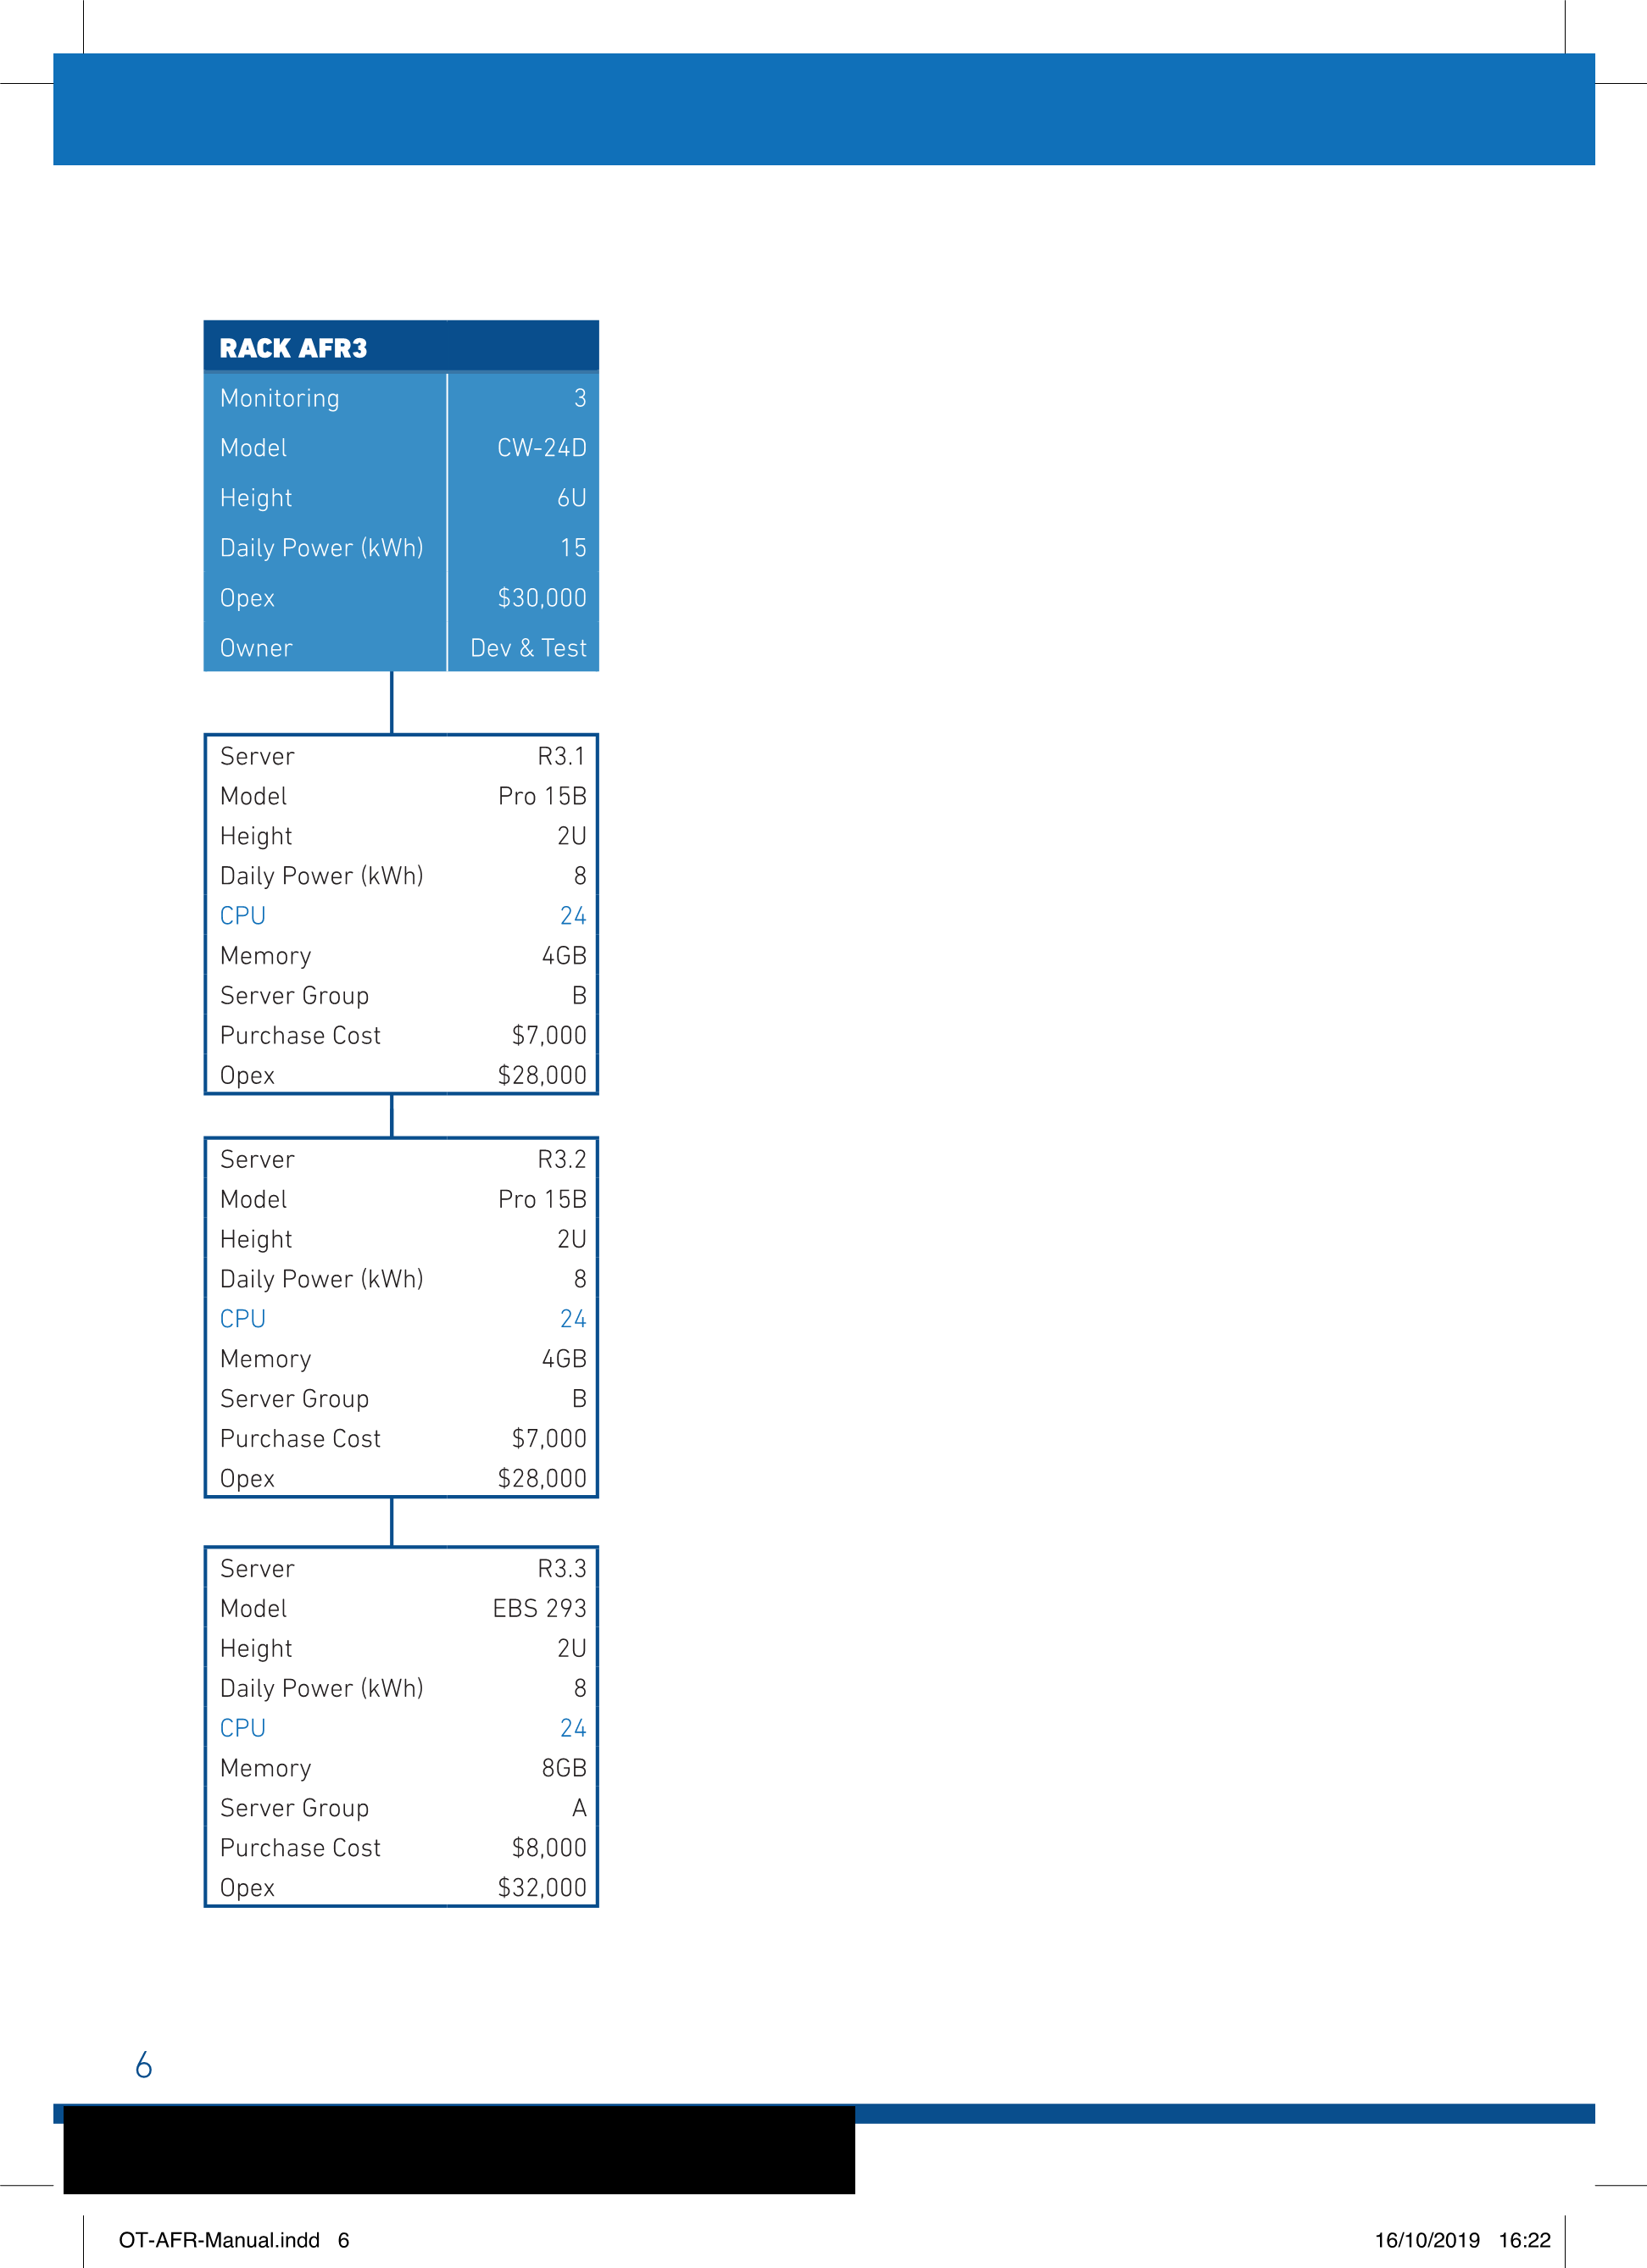 RACK AFR3
Monitoring 3
Model CW-24D
Height 6U
Daily Power (kWh) 15
Opex $30,000
Owner Dev & Test
Server R3.1
Model Pro 15B
Height 2U
Daily Power (kWh) 8
CPU 24
Memory 4GB
Server Group B
Purchase Cost $7,000
Opex $28,000
Server R3.2
Model Pro 15B
Height 2U
Daily Power (kWh) 8
CPU 24
Memory 4GB
Server Group B
Purchase Cost $7,000
Opex $28,000
Server R3.3
Model EBS 293
Height 2U
Daily Power (kWh) 8
CPU 24
Memory 8GB
Server Group A
Purchase Cost $8,000
Opex $32,000
6
OT-AFR-Manual.indd 6 16/10/2019 16:22